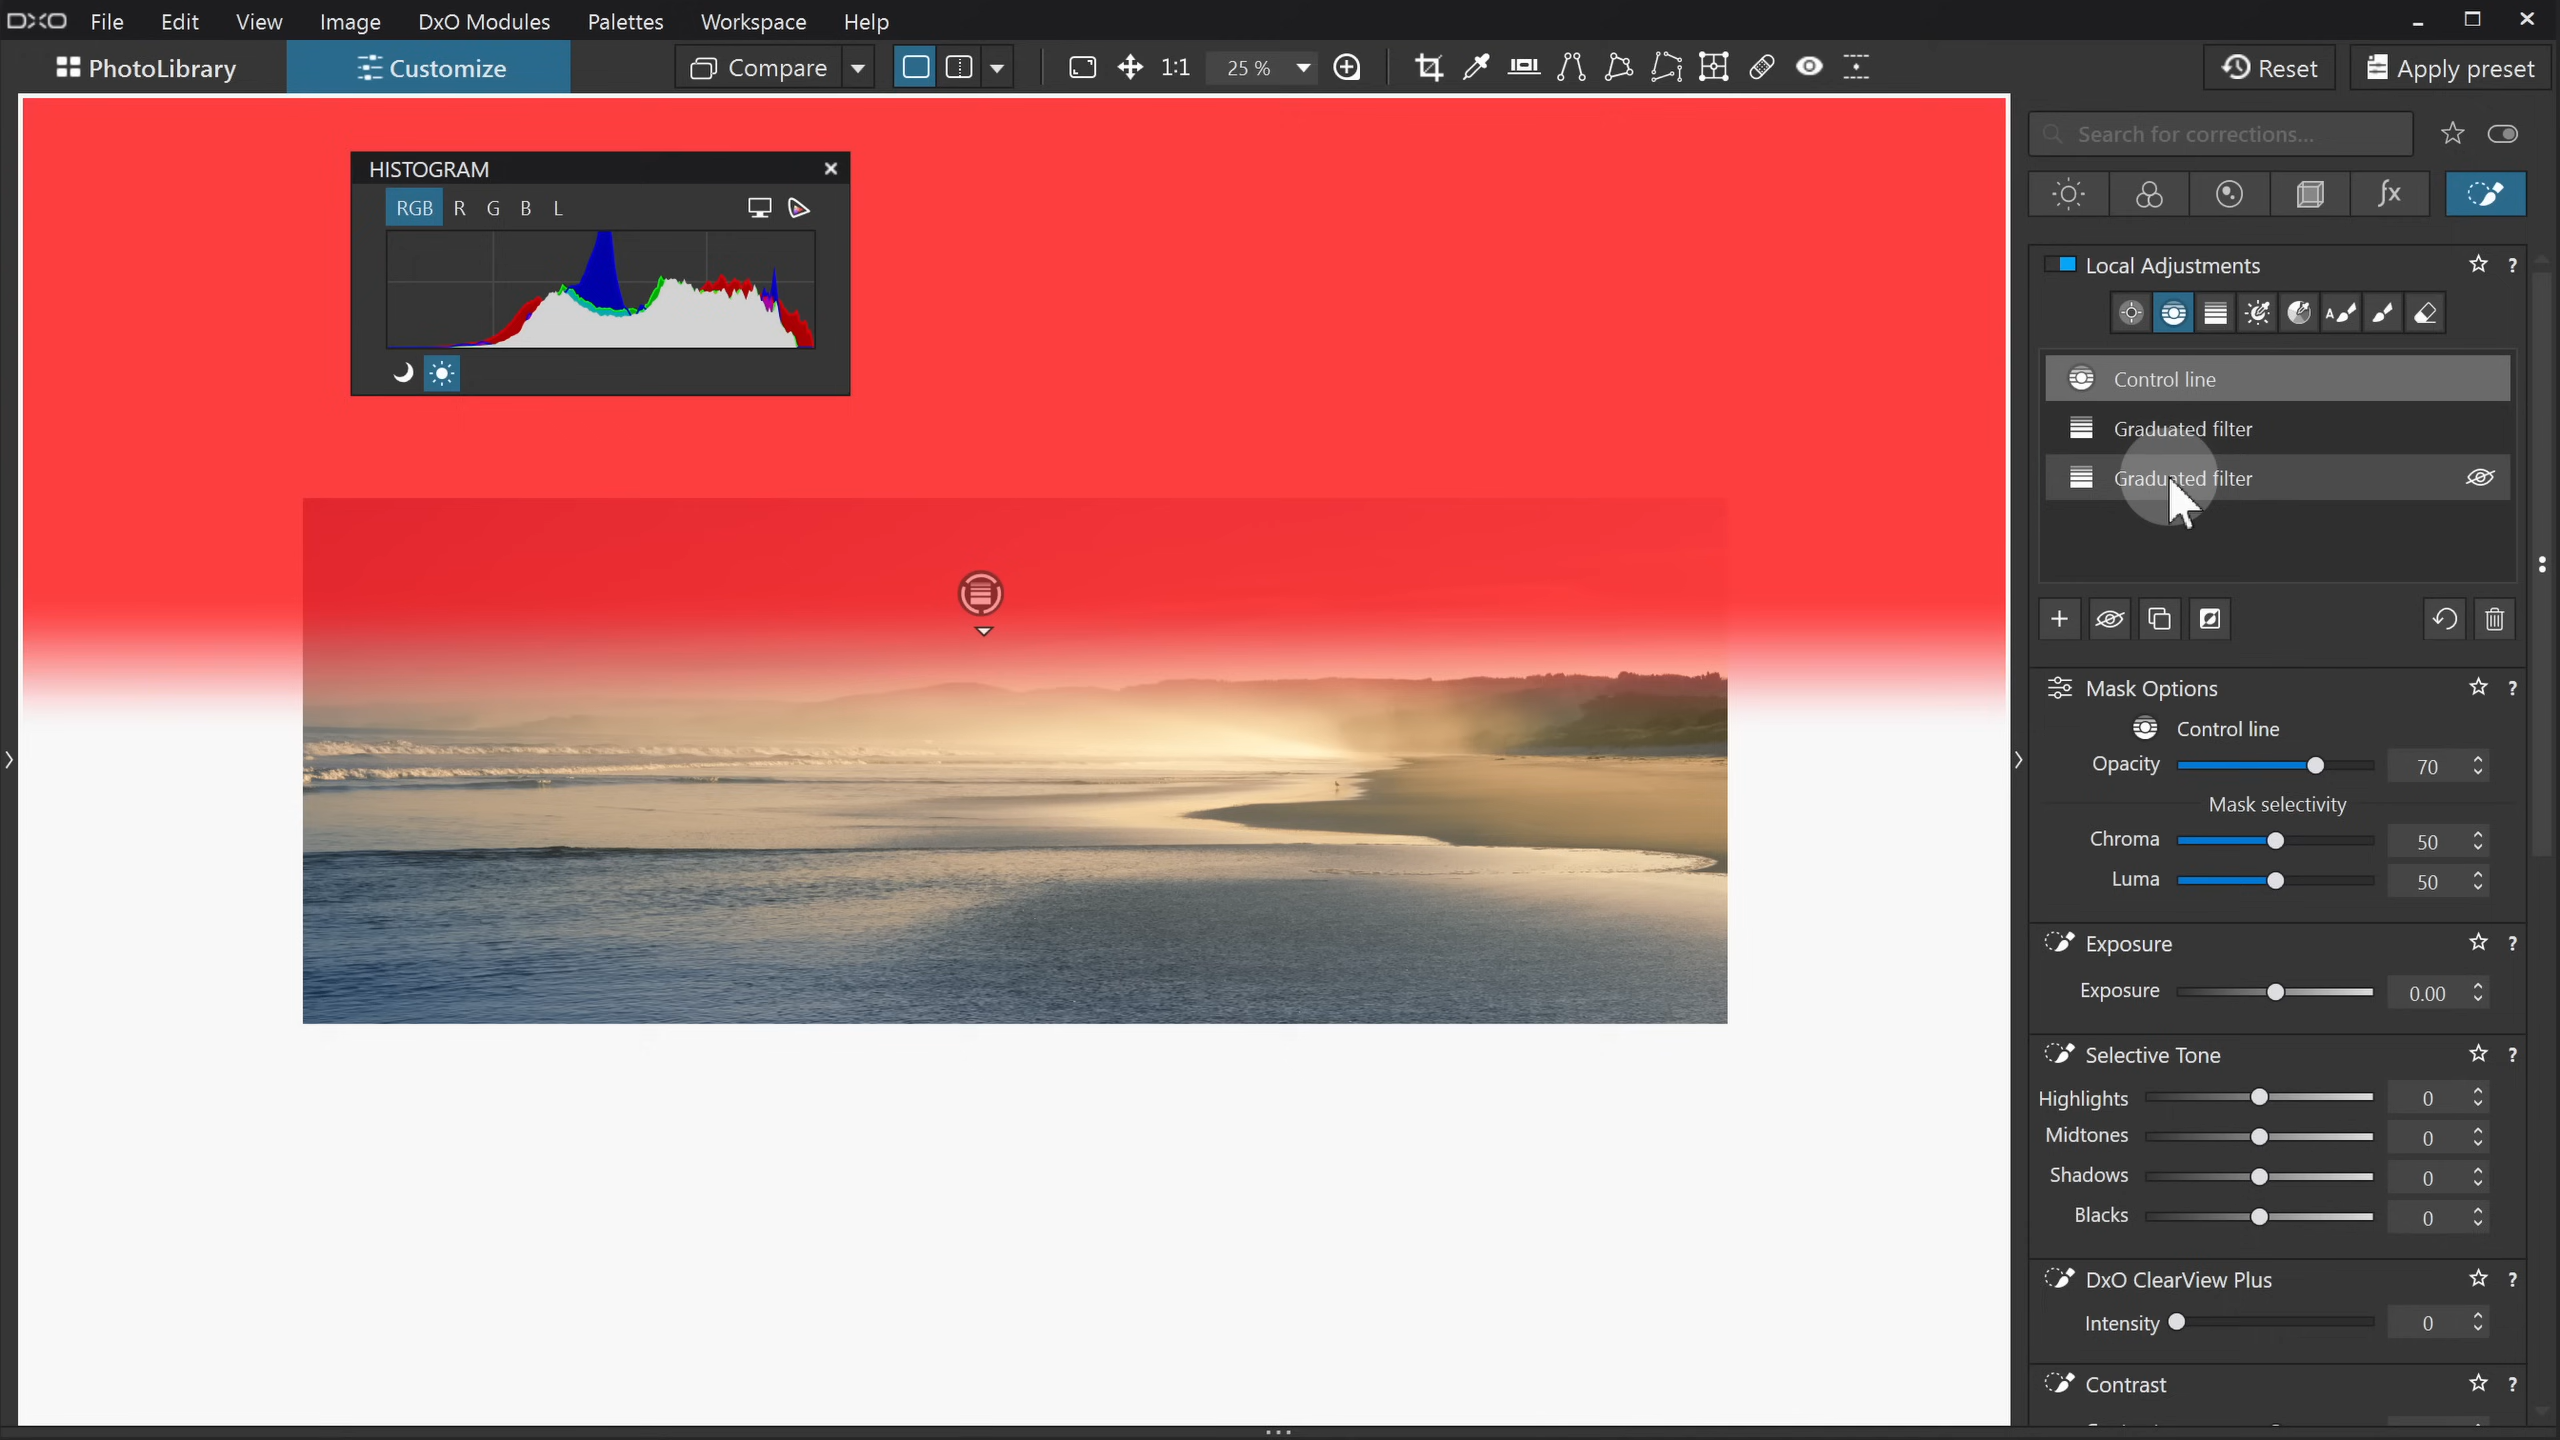 DXO File Edit View Image DxO Modules Palettes Workspace Help
PhotoLibrary Customize Compare 1:1 25 % Reset Apply preset
Search for corrections...
HISTOGRAM
RGB R G B L
fx
Local Adjustments ?
A
Control line
Graduated filter
Graduated filter
Mask Options ?
Control line
Opacity 70
Mask selectivity
Chroma 50
Luma 50
Exposure ?
Exposure 0.00
Selective Tone ?
Highlights 0
Midtones 0
Shadows 0
Blacks 0
DxO ClearView Plus ?
Intensity 0
Contrast ?